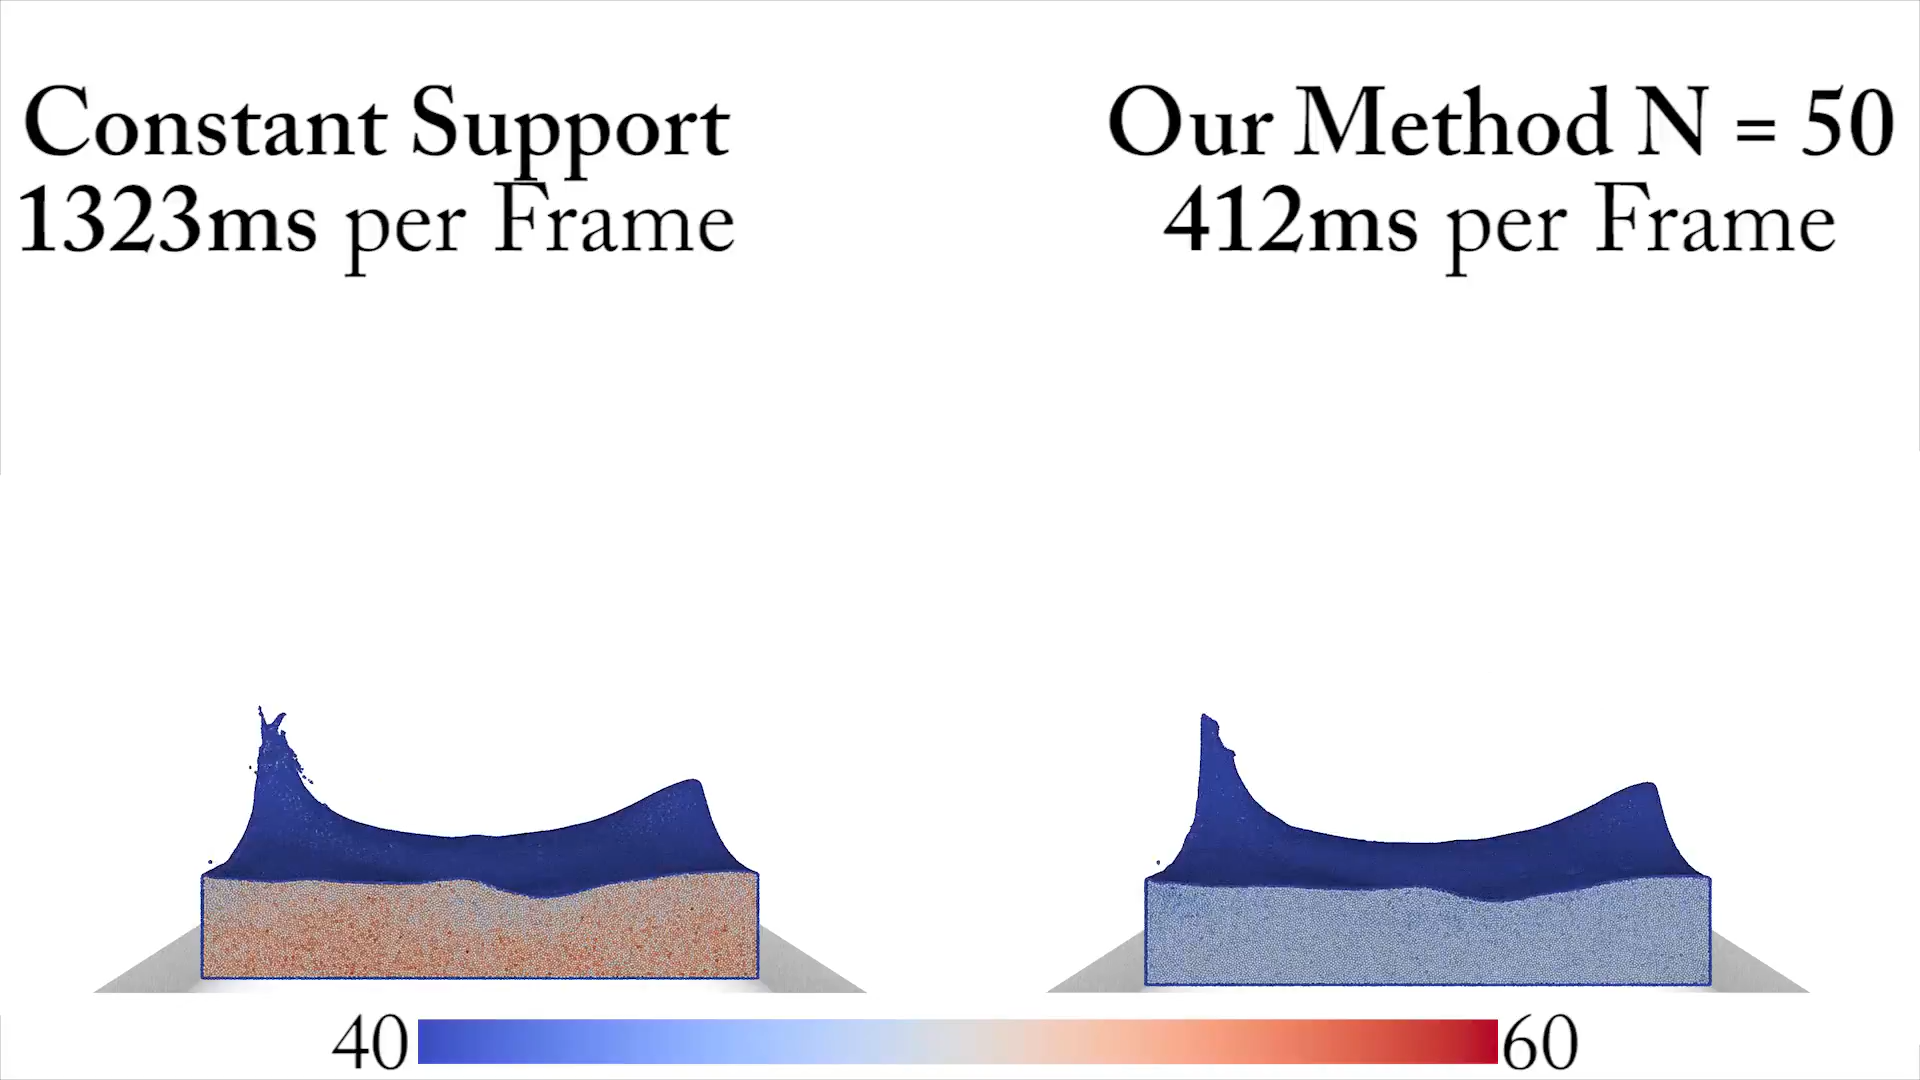 Constant Support
1323ms per Frame
Our Method N = 50
412ms per Frame
40
60